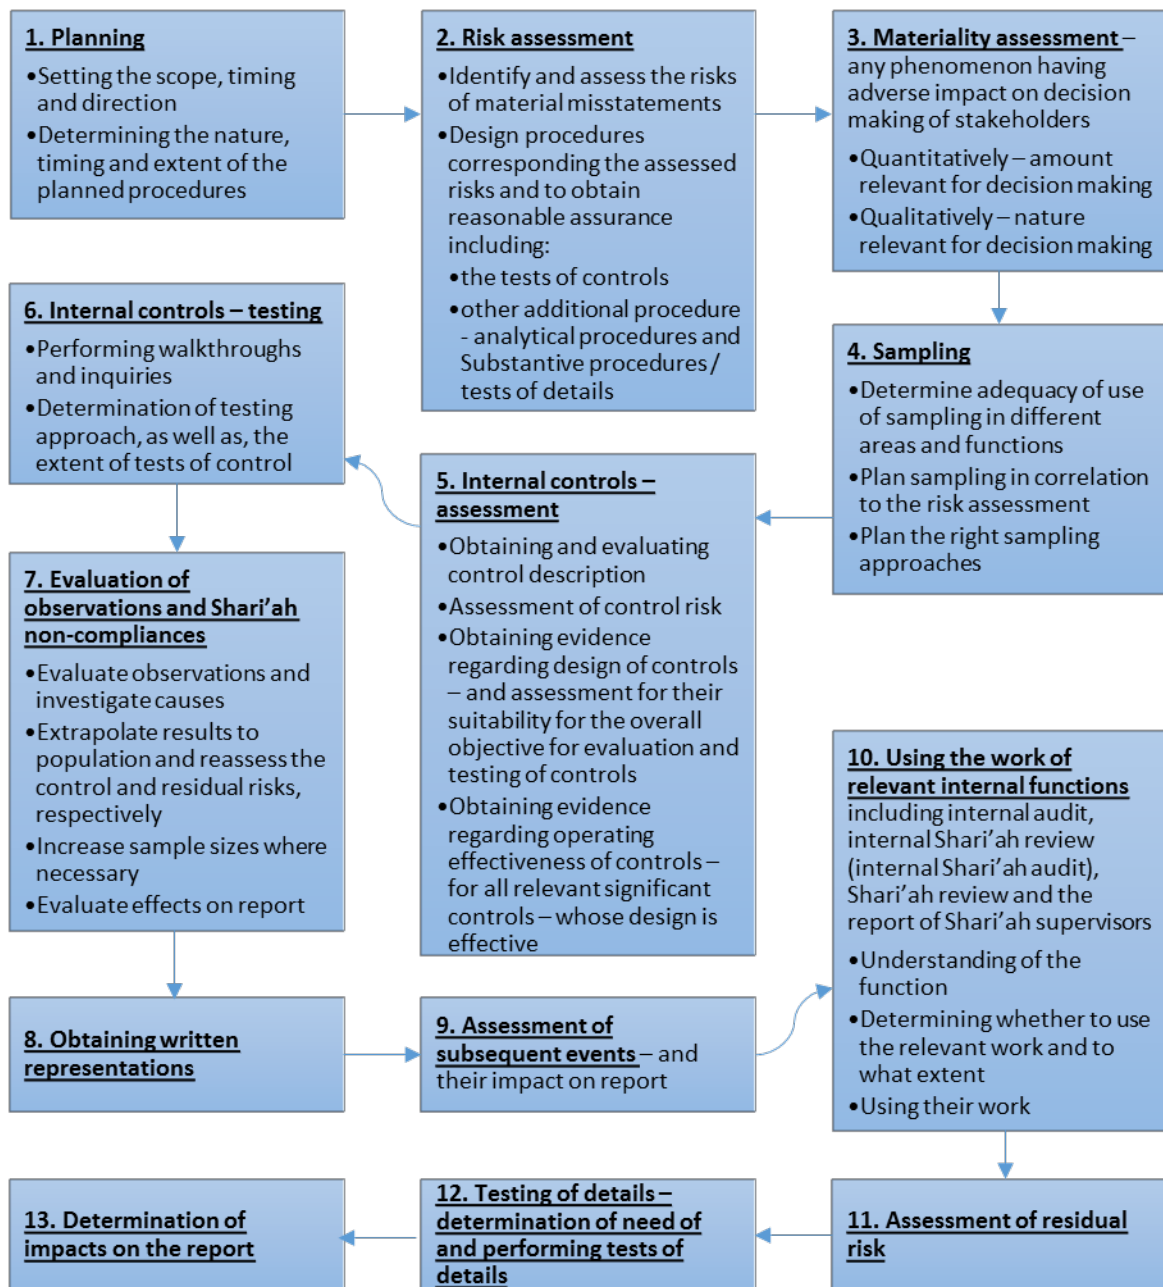 1. Planning
•Setting the scope, timing
and direction
•Determining the nature,
timing and extent of the
planned procedures
2. Risk assessment
•Identify and assess the risks
of material misstatements
•Design procedures
corresponding the assessed
risks and to obtain
reasonable assurance
including:
•the tests of controls
•other additional procedure
- analytical procedures and
Substantive procedures /
tests of details
3. Materiality assessment –
any phenomenon having
adverse impact on decision
making of stakeholders
•Quantitatively – amount
relevant for decision making
•Qualitatively – nature
relevant for decision making
4. Sampling
•Determine adequacy of use
of sampling in different
areas and functions
•Plan sampling in correlation
to the risk assessment
•Plan the right sampling
approaches
5. Internal controls –
assessment
•Obtaining and evaluating
control description
•Assessment of control risk
•Obtaining evidence
regarding design of controls
– and assessment for their
suitability for the overall
objective for evaluation and
testing of controls
•Obtaining evidence
regarding operating
effectiveness of controls –
for all relevant significant
controls – whose design is
effective
6. Internal controls – testing
•Performing walkthroughs
and inquiries
•Determination of testing
approach, as well as, the
extent of tests of control
7. Evaluation of
observations and Shari’ah
non-compliances
•Evaluate observations and
investigate causes
•Extrapolate results to
population and reassess the
control and residual risks,
respectively
•Increase sample sizes where
necessary
•Evaluate effects on report
8. Obtaining written
representations
9. Assessment of
subsequent events – and
their impact on report
10. Using the work of
relevant internal functions
including internal audit,
internal Shari’ah review
(internal Shari’ah audit),
Shari’ah review and the
report of Shari’ah supervisors
•Understanding of the
function
•Determining whether to use
the relevant work and to
what extent
•Using their work
11. Assessment of residual
risk
12. Testing of details –
determination of need of
and performing tests of
details
13. Determination of
impacts on the report